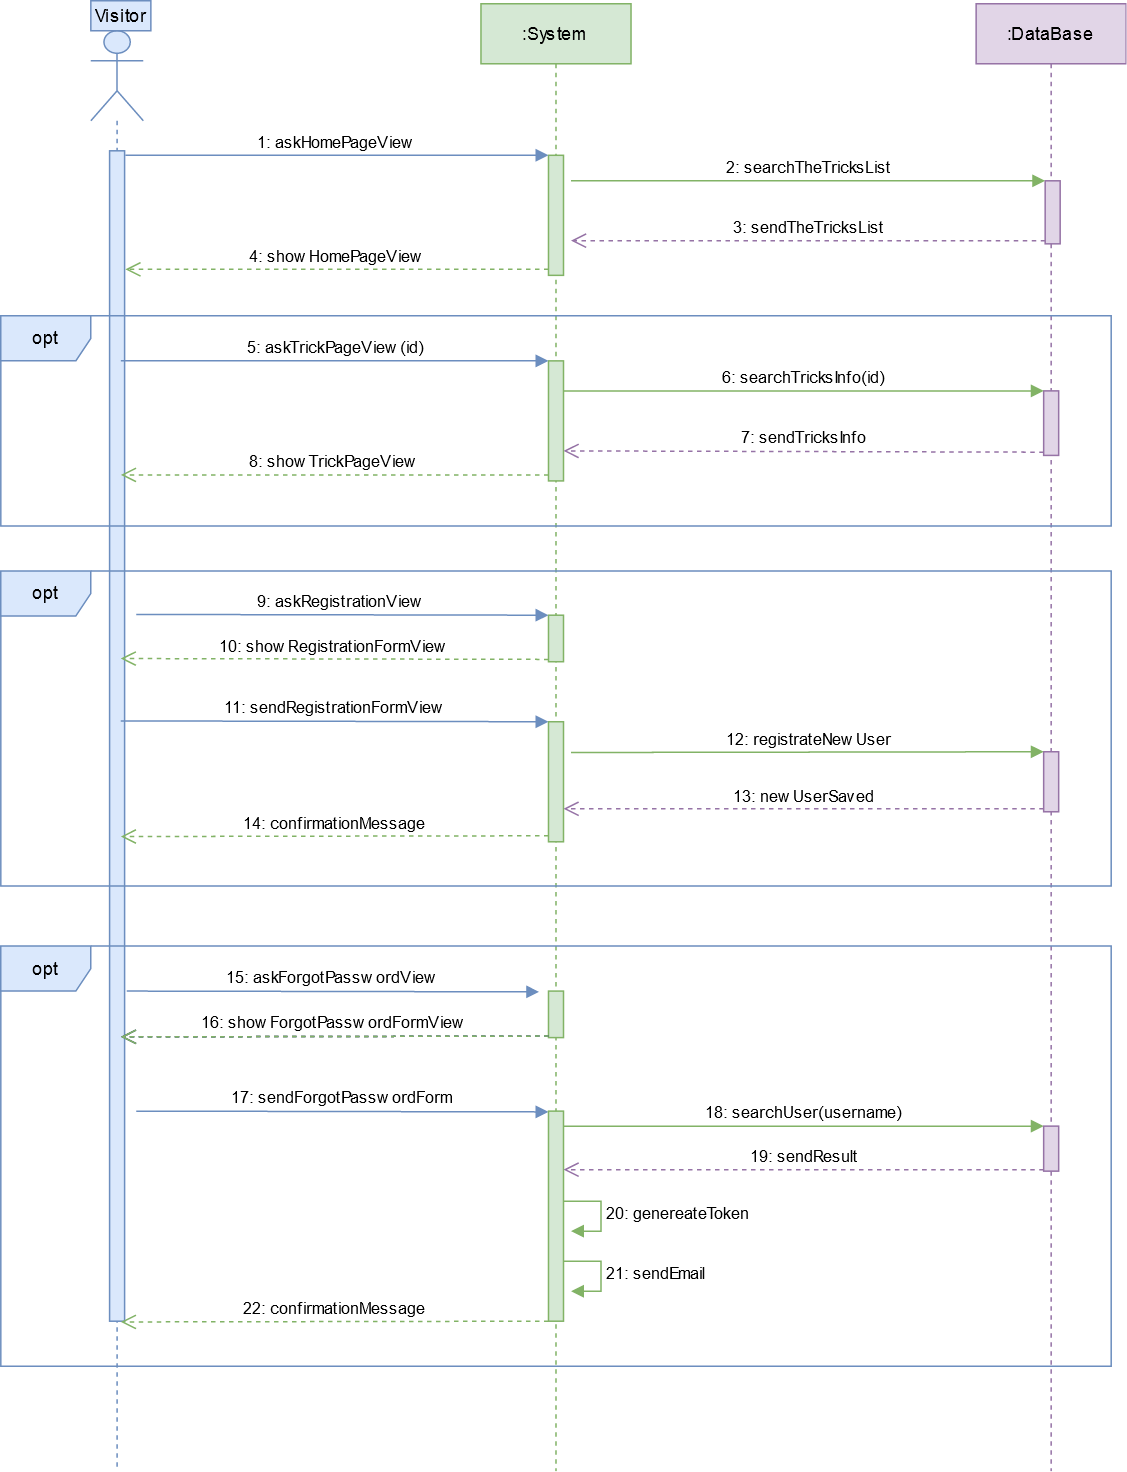 Visitor
:System
:DataBase
1: askHomePageView
2: searchTheTricksList
3: sendTheTricksList
4: show HomePageView
opt
5: askTrickPageView (id)
6: searchTricksInfo(id)
7: sendTricksInfo
8: show TrickPageView
opt
9: askRegistrationView
10: show RegistrationFormView
11: sendRegistrationFormView
12: registrateNew User
13: new UserSaved
14: confirmationMessage
opt
15: askForgotPassw ordView
16: show ForgotPassw ordFormView
17: sendForgotPassw ordForm
18: searchUser(username)
19: sendResult
20: genereateToken
21: sendEmail
22: confirmationMessage